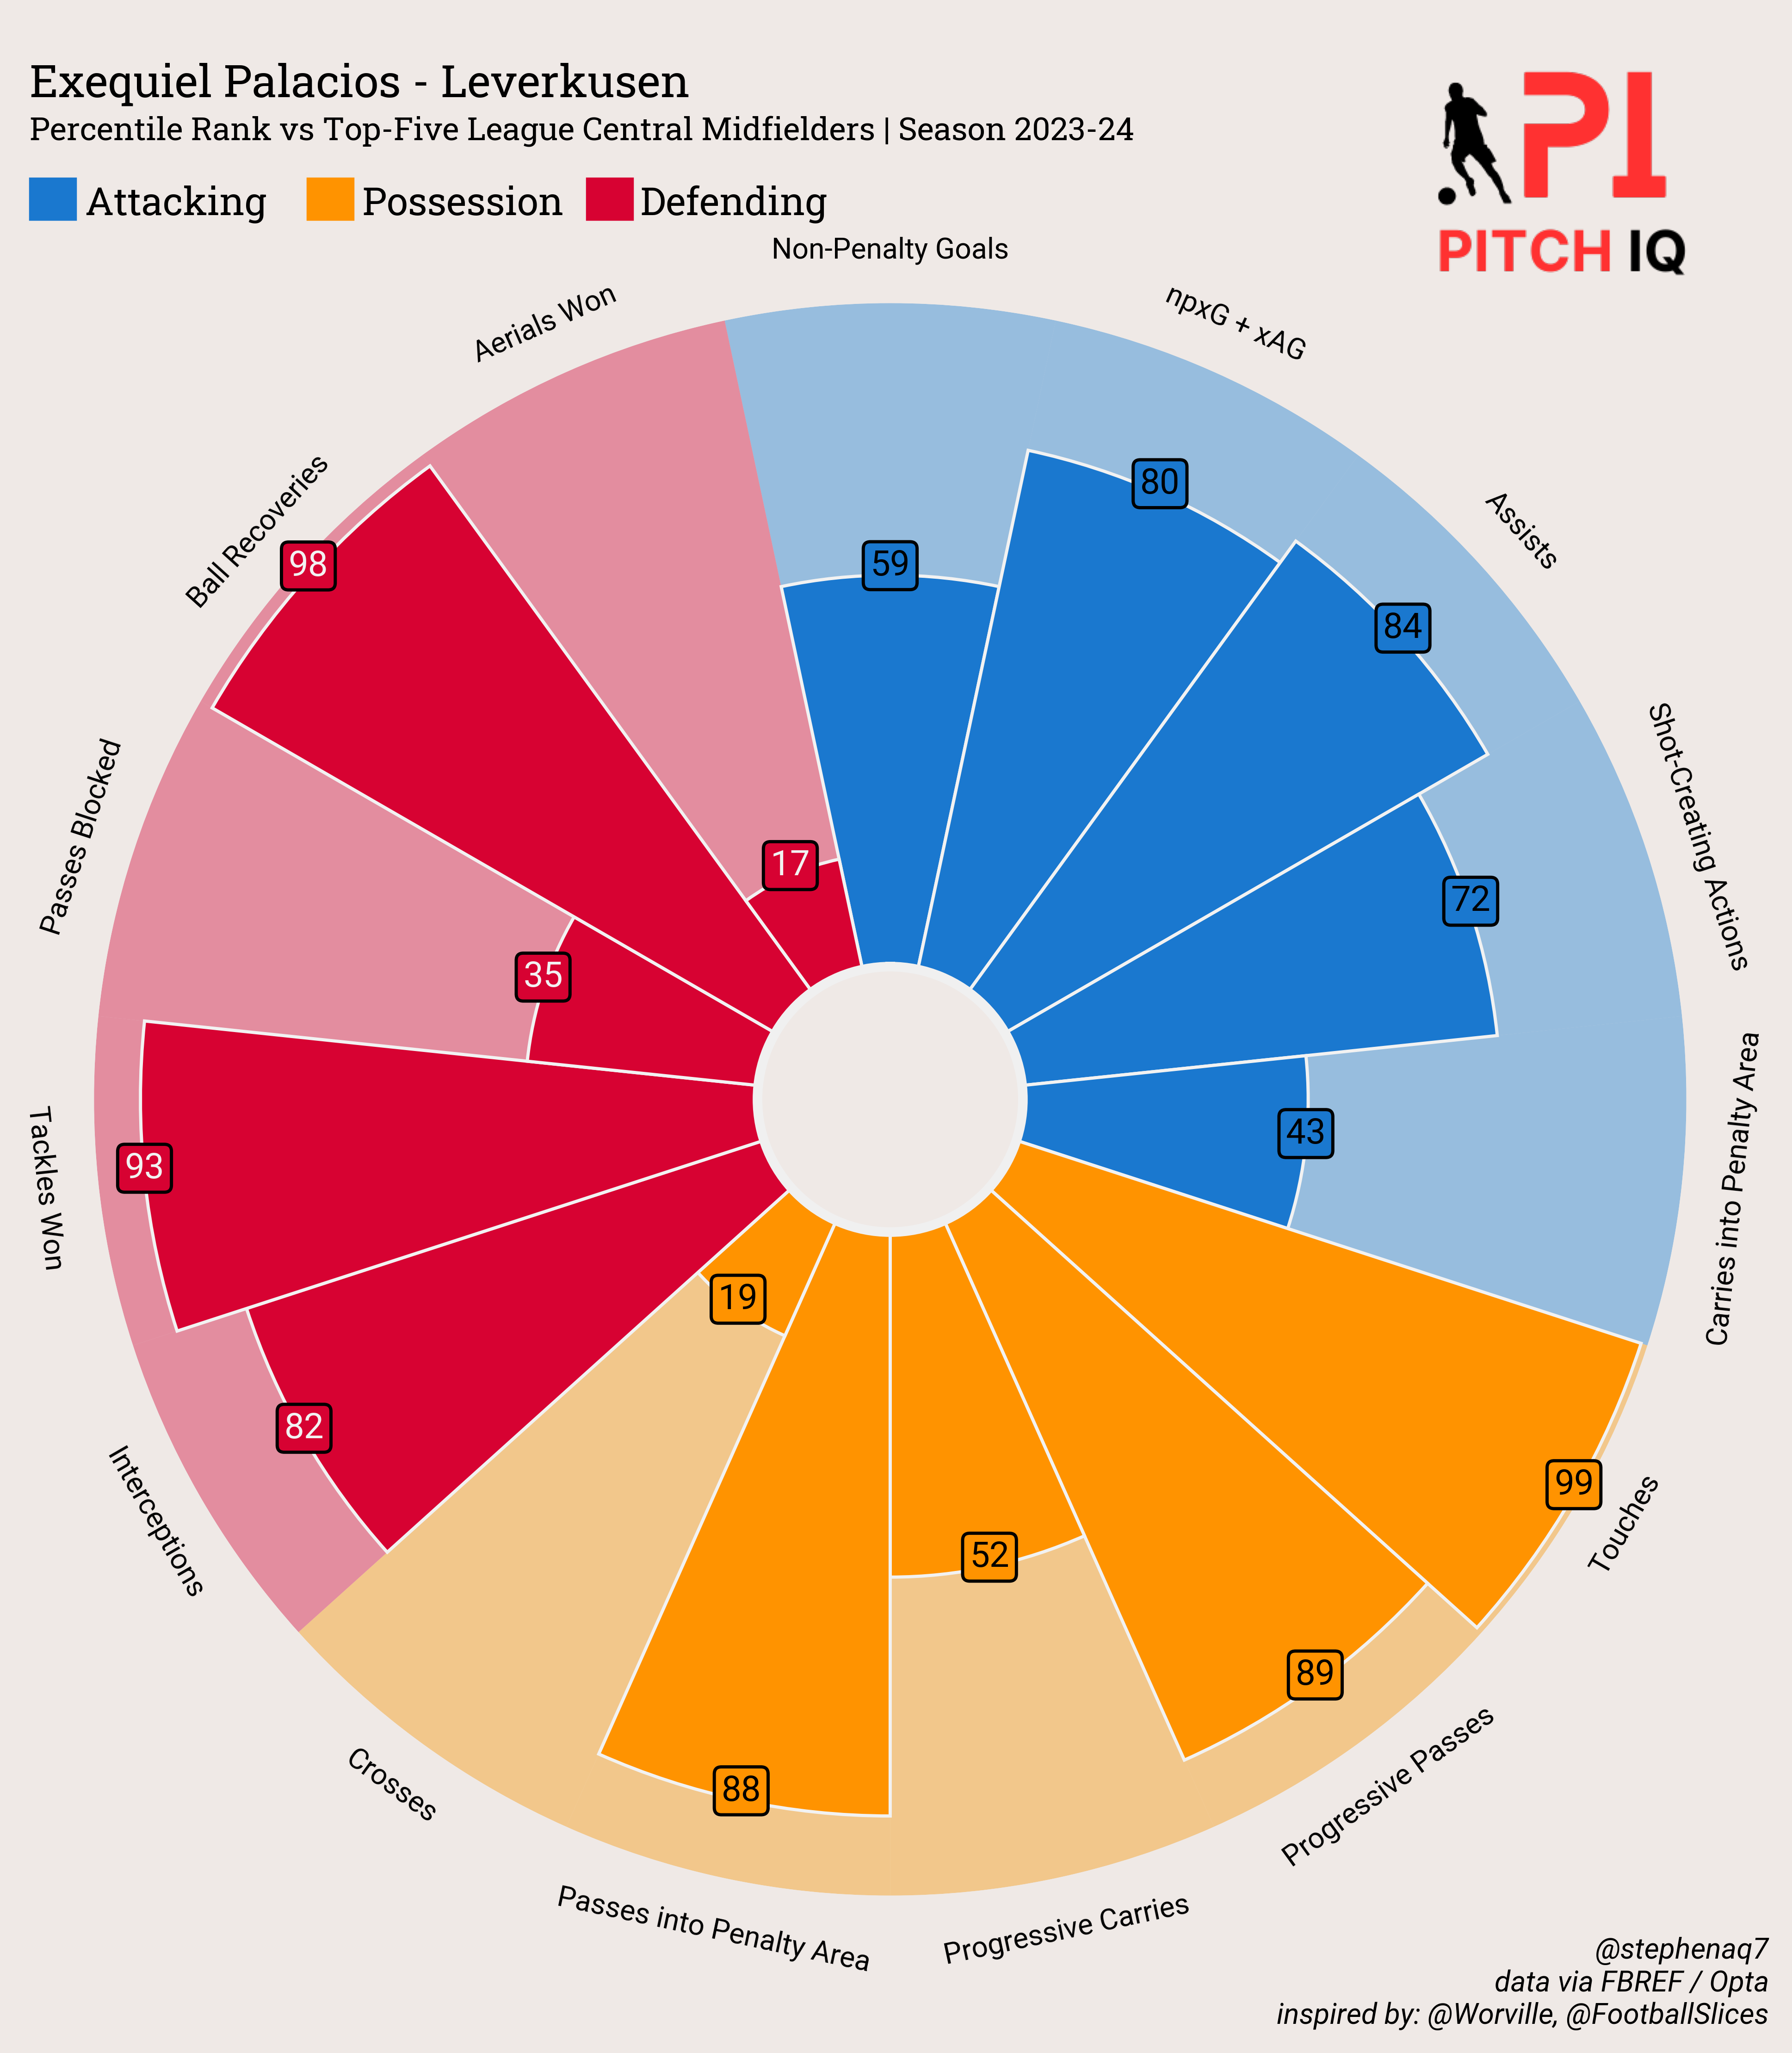 Exequiel Palacios - Leverkusen
Percentile Rank vs Top-Five League Central Midfielders | Season 2023-24
Attacking
Possession
Defending
PI
PITCH IQ
Non-Penalty Goals
59
npxG + xAG
80
Assists
84
Shot-Creating Actions
72
Carries into Penalty Area
43
Touches
99
Progressive Passes
89
Progressive Carries
52
Passes into Penalty Area
88
Crosses
19
Interceptions
82
Tackles Won
93
Passes Blocked
35
Ball Recoveries
98
Aerials Won
17
@stephenaq7
data via FBREF / Opta
inspired by: @Worville, @FootballSlices